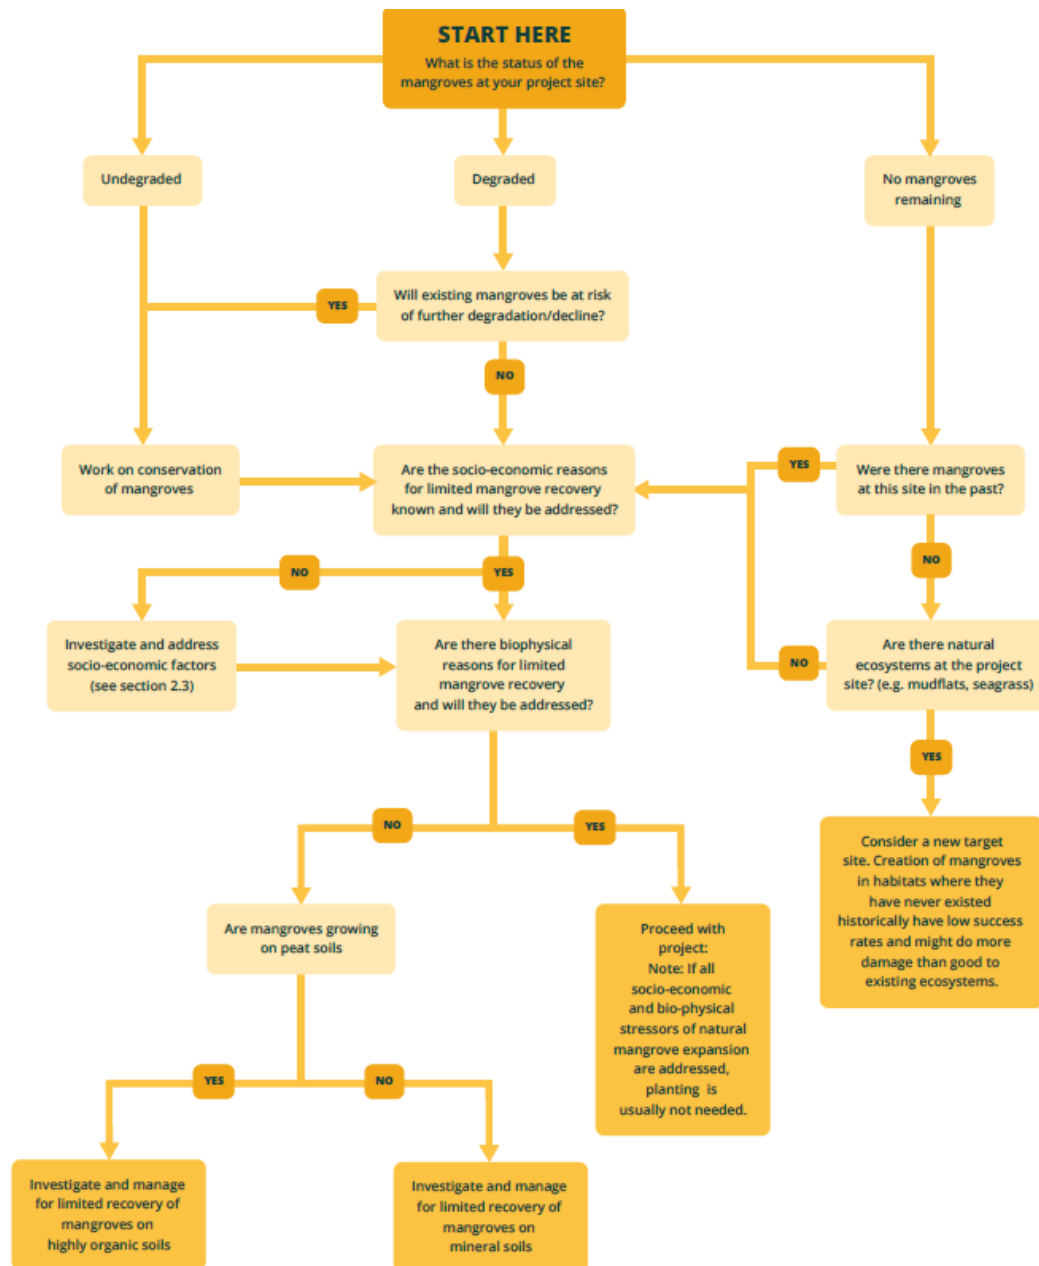 START HERE
What is the status of the
mangroves at your project site?
Undegraded
Degraded
No mangroves
remaining
Will existing mangroves be at risk
of further degradation/decline?
YES
NO
Work on conservation
of mangroves
Are the socio-economic reasons
for limited mangrove recovery
known and will they be addressed?
YES
Were there mangroves
at this site in the past?
NO
NO
YES
Investigate and address
socio-economic factors
(see section 2.3)
Are there biophysical
reasons for limited
mangrove recovery
and will they be addressed?
NO
Are there natural
ecosystems at the project
site? (e.g. mudflats, seagrass)
YES
NO
YES
Consider a new target
site. Creation of mangroves
in habitats where they
have never existed
historically have low success
rates and might do more
damage than good to
existing ecosystems.
Are mangroves growing
on peat soils
Proceed with
project:
Note: If all
socio-economic
and bio-physical
stressors of natural
mangrove expansion
are addressed,
planting is
usually not needed.
YES
NO
Investigate and manage
for limited recovery of
mangroves on
highly organic soils
Investigate and manage
for limited recovery of
mangroves on
mineral soils